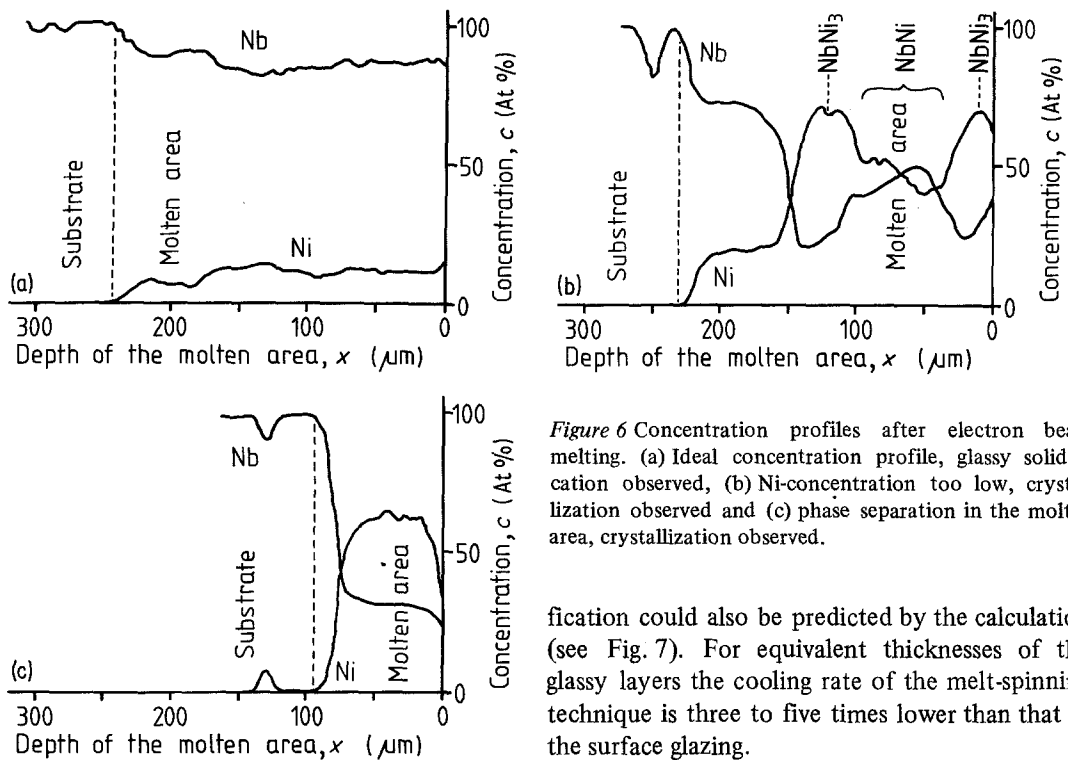 100
Nb
50
Concentration, c (At %)
Substrate
Molten area
Ni
(a)
0
300
200
100
0
Depth of the molten area, x (μm)
100
Nb
NbNi3
NbNi
NbNi3
50
Concentration, c (At %)
Substrate
Molten area
(b)
Ni
0
300
200
100
0
Depth of the molten area, x (μm)
100
Nb
50
Concentration, c (At %)
Substrate
Molten area
(c)
Ni
0
300
200
100
0
Depth of the molten area, x (μm)
Figure 6 Concentration profiles after electron bea
melting. (a) Ideal concentration profile, glassy solid
cation observed, (b) Ni-concentration too low, cryst
lization observed and (c) phase separation in the molt
area, crystallization observed.
fication could also be predicted by the calculation
(see Fig. 7). For equivalent thicknesses of th
glassy layers the cooling rate of the melt-spinnin
technique is three to five times lower than that
the surface glazing.